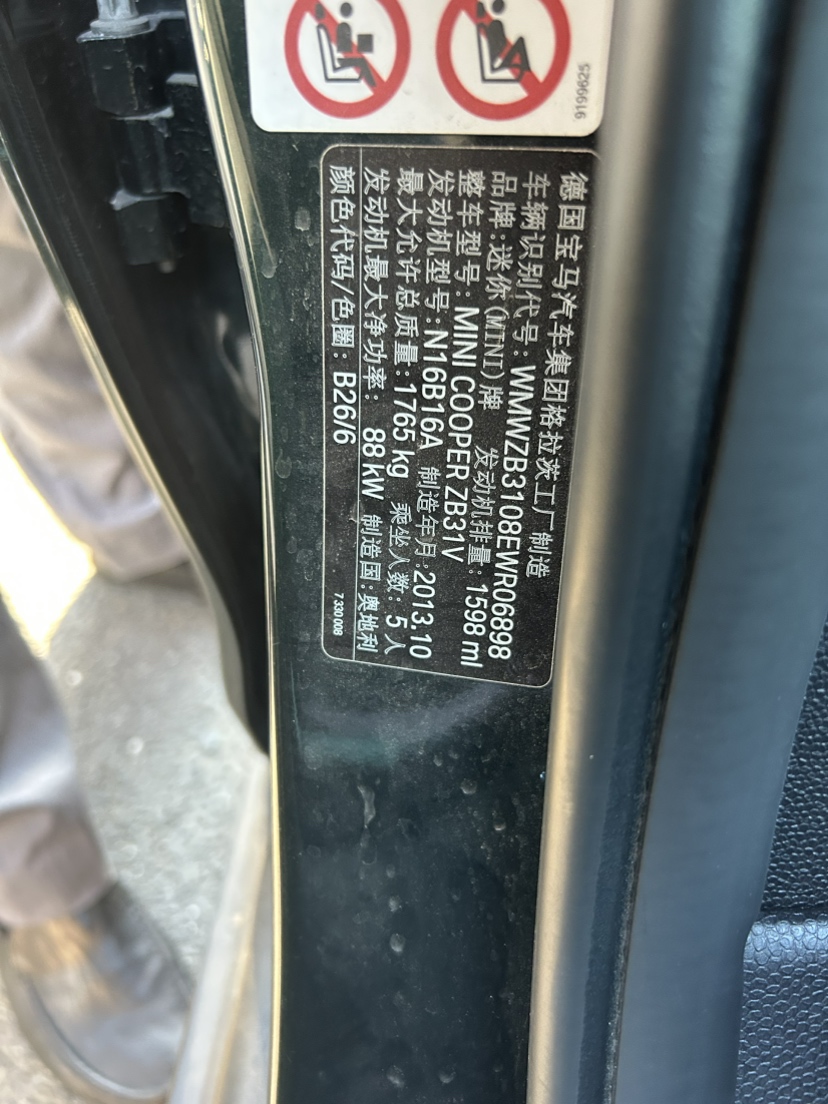 9199625
德国宝马汽车集团格拉茨工厂 制造
车辆识别代号: WMWZB3108EWR06898
品牌:迷你(MINI)牌 发动机排量: 1598 ml
整车型号: MINI COOPER ZB31V
发动机型号: N16B16A 制造年月:2013.10
最大允许总质量: 1765 kg 乘坐人数: 5 人
发动机最大净功率: 88 kW 制造国:奥地利
颜色代码/色圈: B26/6
7 330 008